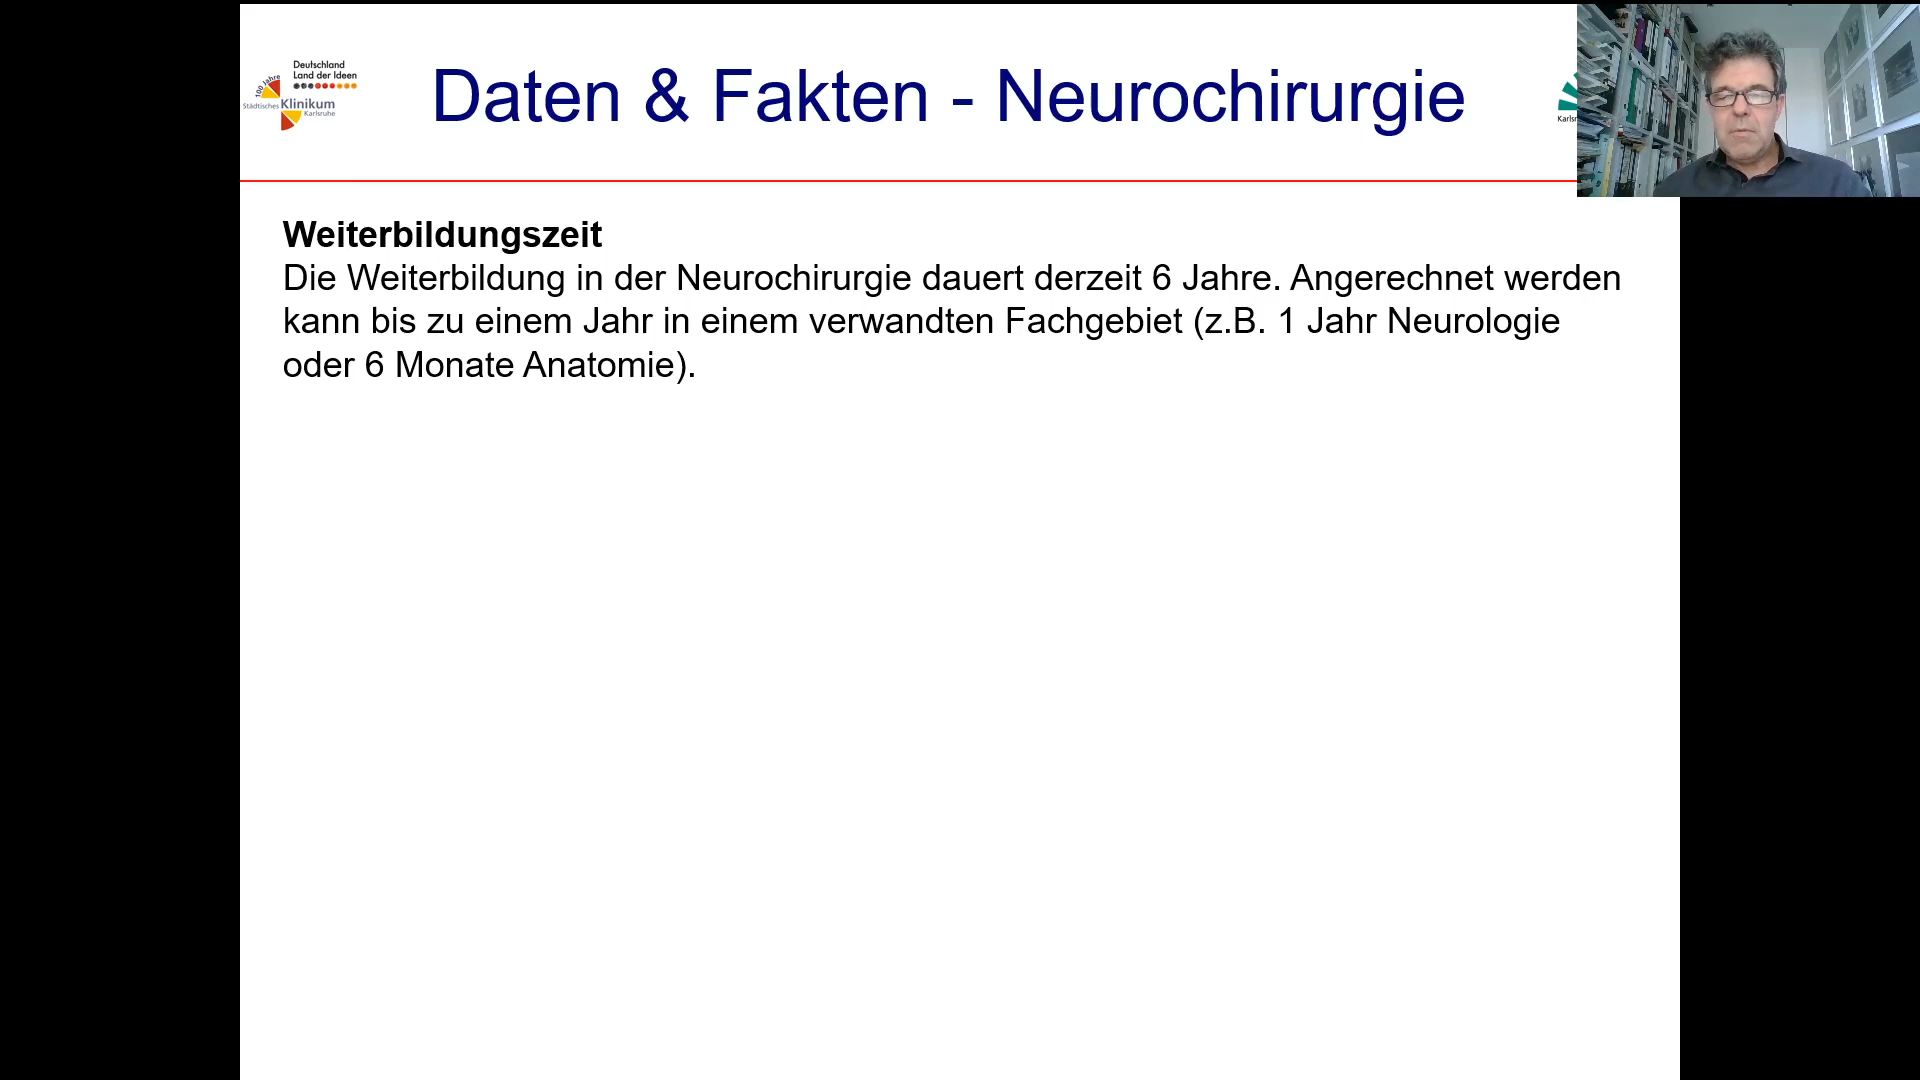 Deutschland
Land der Ideen
100 Jahre
Städtisches Klinikum
Karlsruhe
Daten & Fakten - Neurochirurgie
Weiterbildungszeit
Die Weiterbildung in der Neurochirurgie dauert derzeit 6 Jahre. Angerechnet werden
kann bis zu einem Jahr in einem verwandten Fachgebiet (z.B. 1 Jahr Neurologie
oder 6 Monate Anatomie).